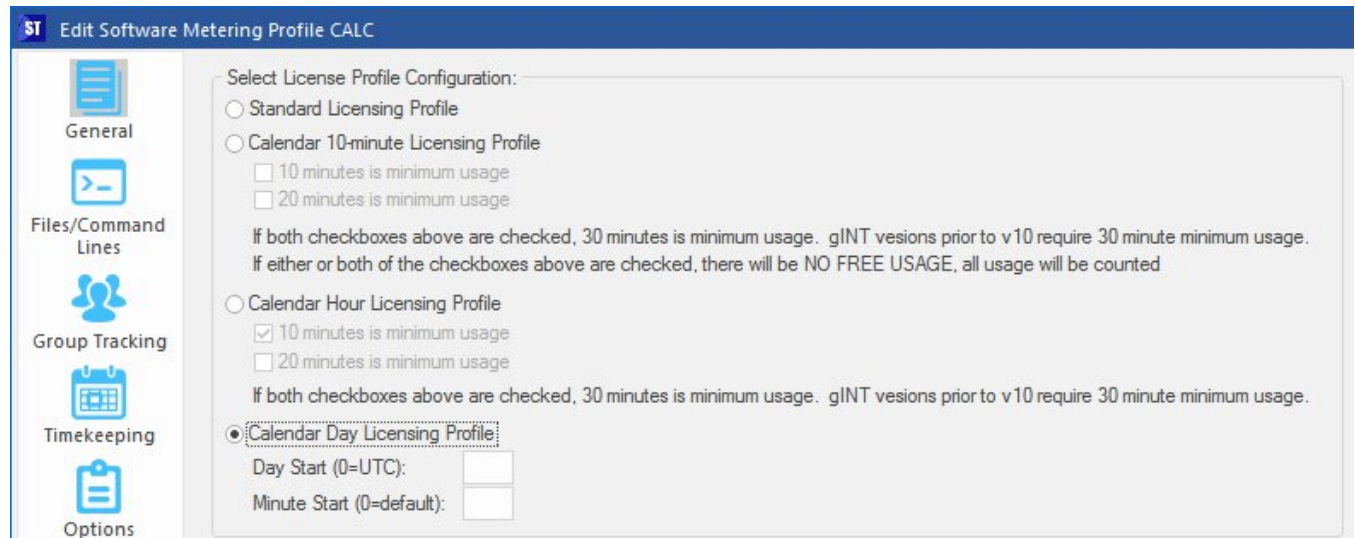 ST Edit Software Metering Profile CALC
General
Files/Command
Lines
Group Tracking
Timekeeping
Options
Select License Profile Configuration:
Standard Licensing Profile
Calendar 10-minute Licensing Profile
10 minutes is minimum usage
20 minutes is minimum usage
If both checkboxes above are checked, 30 minutes is minimum usage. gINT vesions prior to v10 require 30 minute minimum usage.
If either or both of the checkboxes above are checked, there will be NO FREE USAGE, all usage will be counted
Calendar Hour Licensing Profile
10 minutes is minimum usage
20 minutes is minimum usage
If both checkboxes above are checked, 30 minutes is minimum usage. gINT vesions prior to v10 require 30 minute minimum usage.
Calendar Day Licensing Profile
Day Start (0=UTC):
Minute Start (0=default):